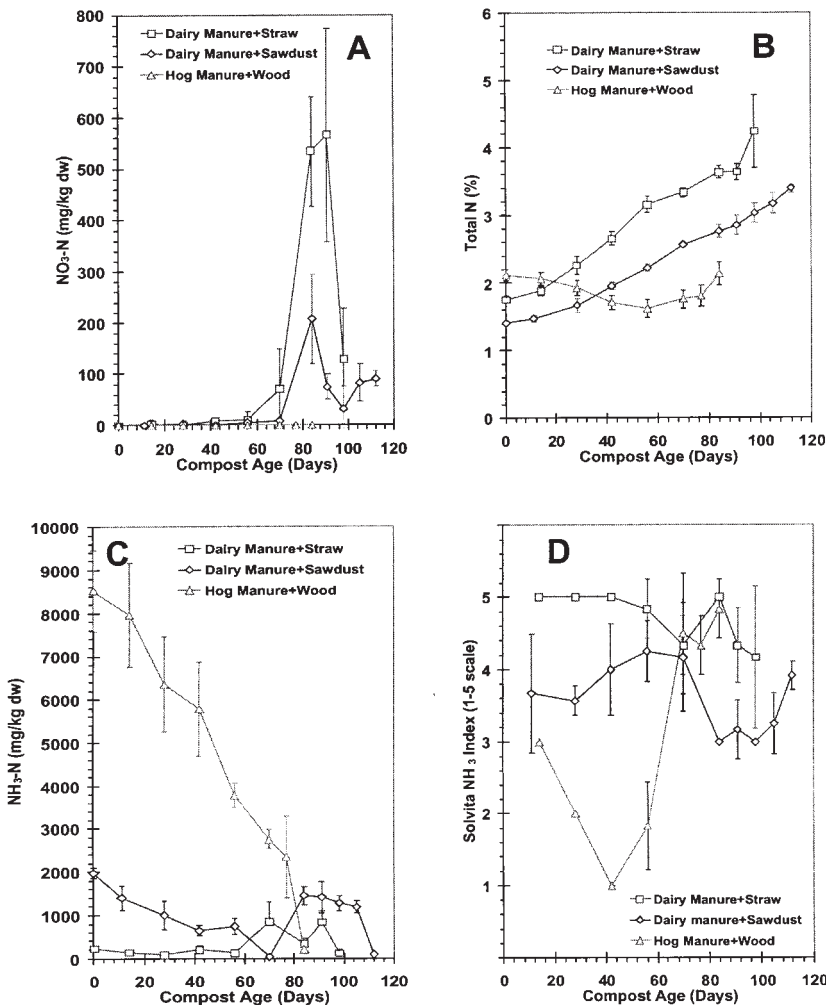 A
Dairy Manure+Straw
Dairy Manure+Sawdust
Hog Manure+Wood
800
700
600
500
400
300
200
100
0
NO3-N (mg/kg dw)
0 20 40 60 80 100 120
Compost Age (Days)
B
Dairy Manure+Straw
Dairy Manure+Sawdust
Hog Manure+Wood
6
5
4
3
2
1
0
Total N (%)
0 20 40 60 80 100 120
Compost Age (Days)
C
Dairy Manure+Straw
Dairy Manure+Sawdust
Hog Manure+Wood
10000
9000
8000
7000
6000
5000
4000
3000
2000
1000
0
NH3-N (mg/kg dw)
0 20 40 60 80 100 120
Compost Age (Days)
D
5
4
3
2
1
Solvita NH3 Index (1-5 scale)
Dairy Manure+Straw
Dairy manure+Sawdust
Hog Manure+Wood
0 20 40 60 80 100 120
Compost Age (Days)